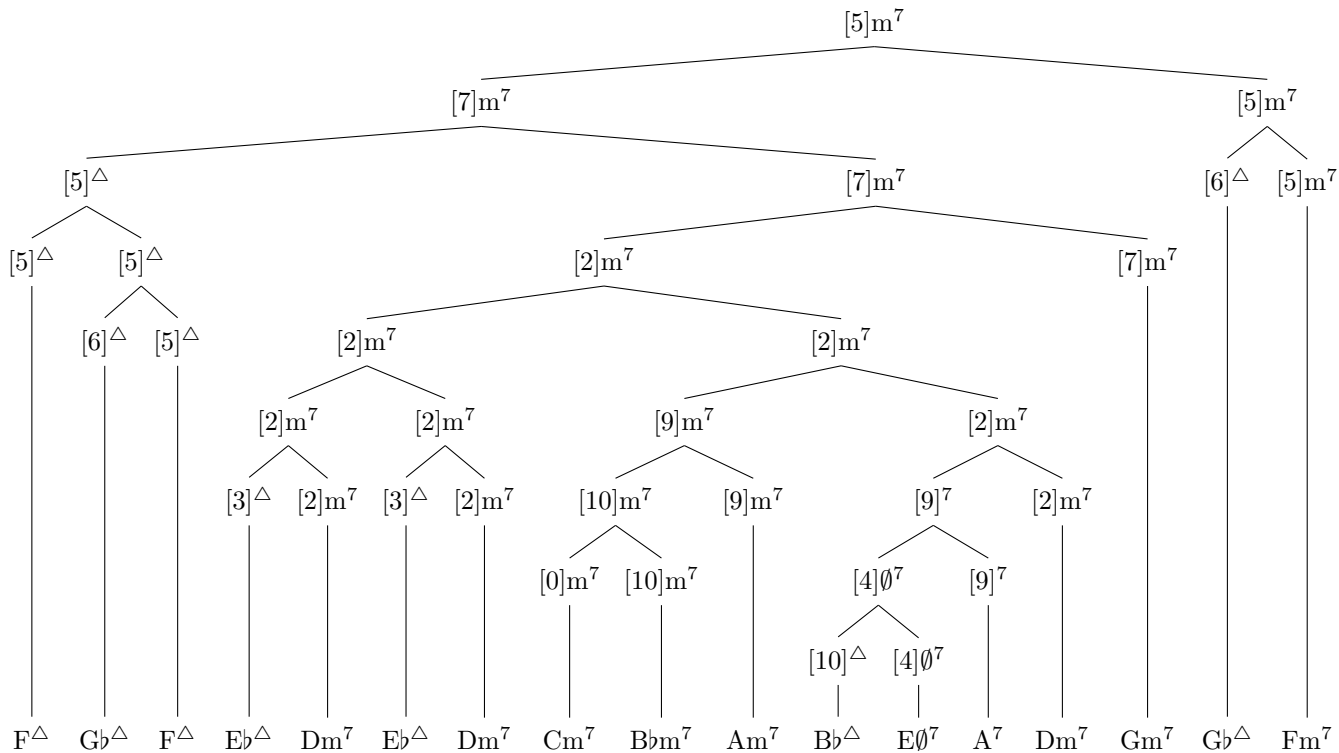 [5]m⁷
[7]m⁷ [5]m⁷
[5]△ [7]m⁷ [6]△ [5]m⁷
[5]△ [5]△ [2]m⁷ [7]m⁷
[6]△ [5]△ [2]m⁷ [2]m⁷
[2]m⁷ [2]m⁷ [9]m⁷ [2]m⁷
[3]△ [2]m⁷ [3]△ [2]m⁷ [10]m⁷ [9]m⁷ [9]⁷ [2]m⁷
[0]m⁷ [10]m⁷ [4]∅⁷ [9]⁷
[10]△ [4]∅⁷
F△ G♭△ F△ E♭△ Dm⁷ E♭△ Dm⁷ Cm⁷ B♭m⁷ Am⁷ B♭△ E∅⁷ A⁷ Dm⁷ Gm⁷ G♭△ Fm⁷